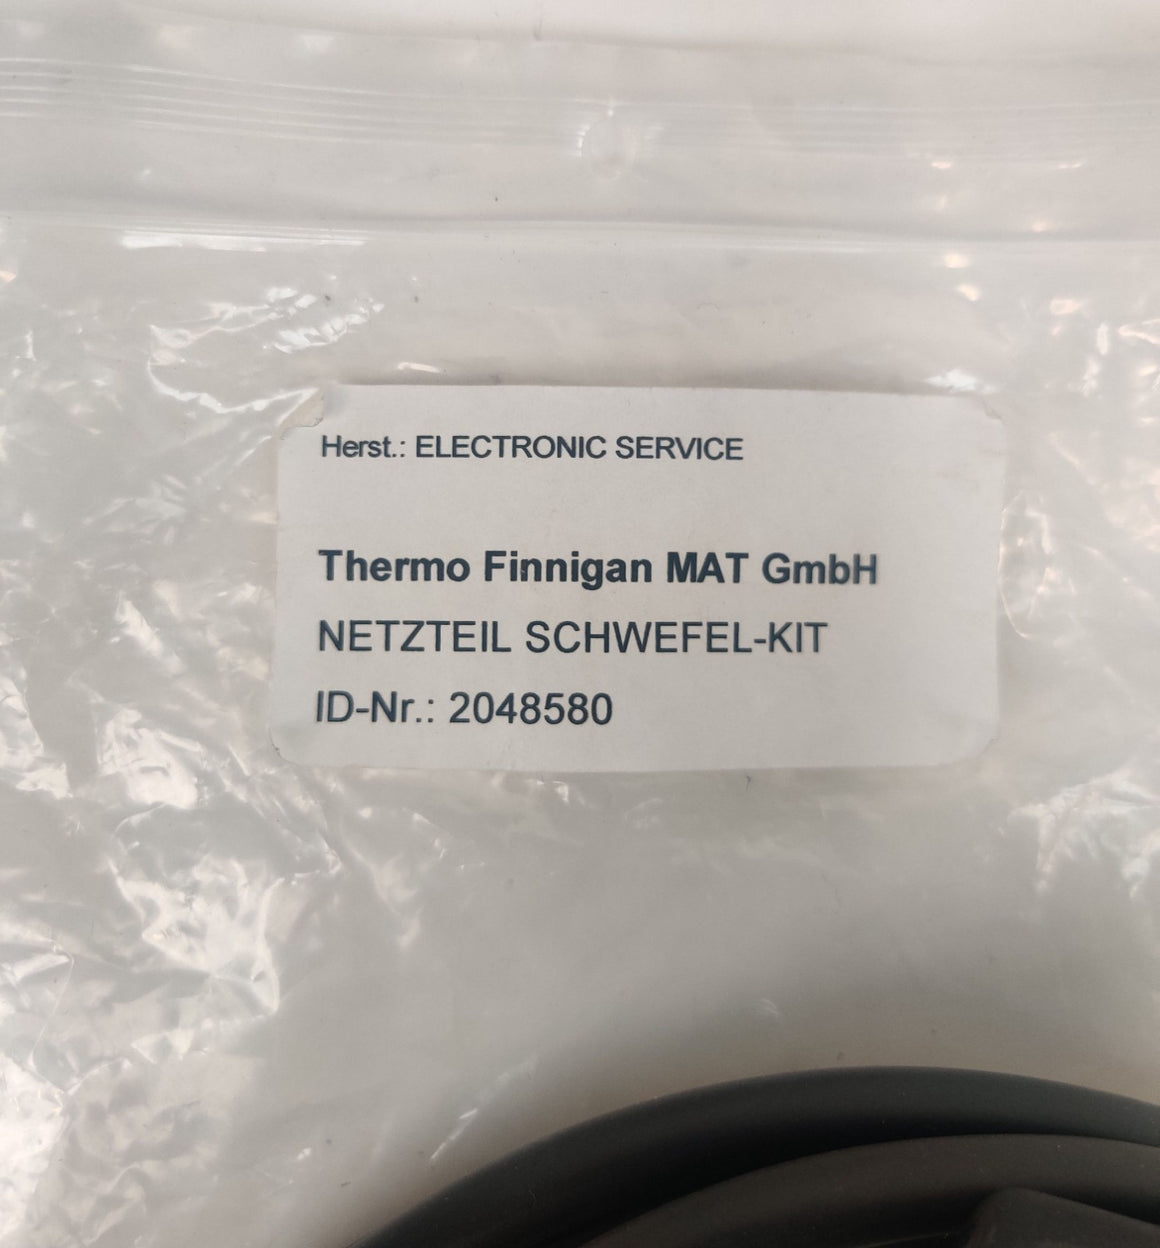 Herst.: ELECTRONIC SERVICE
Thermo Finnigan MAT GmbH
NETZTEIL SCHWEFEL-KIT
ID-Nr.: 2048580